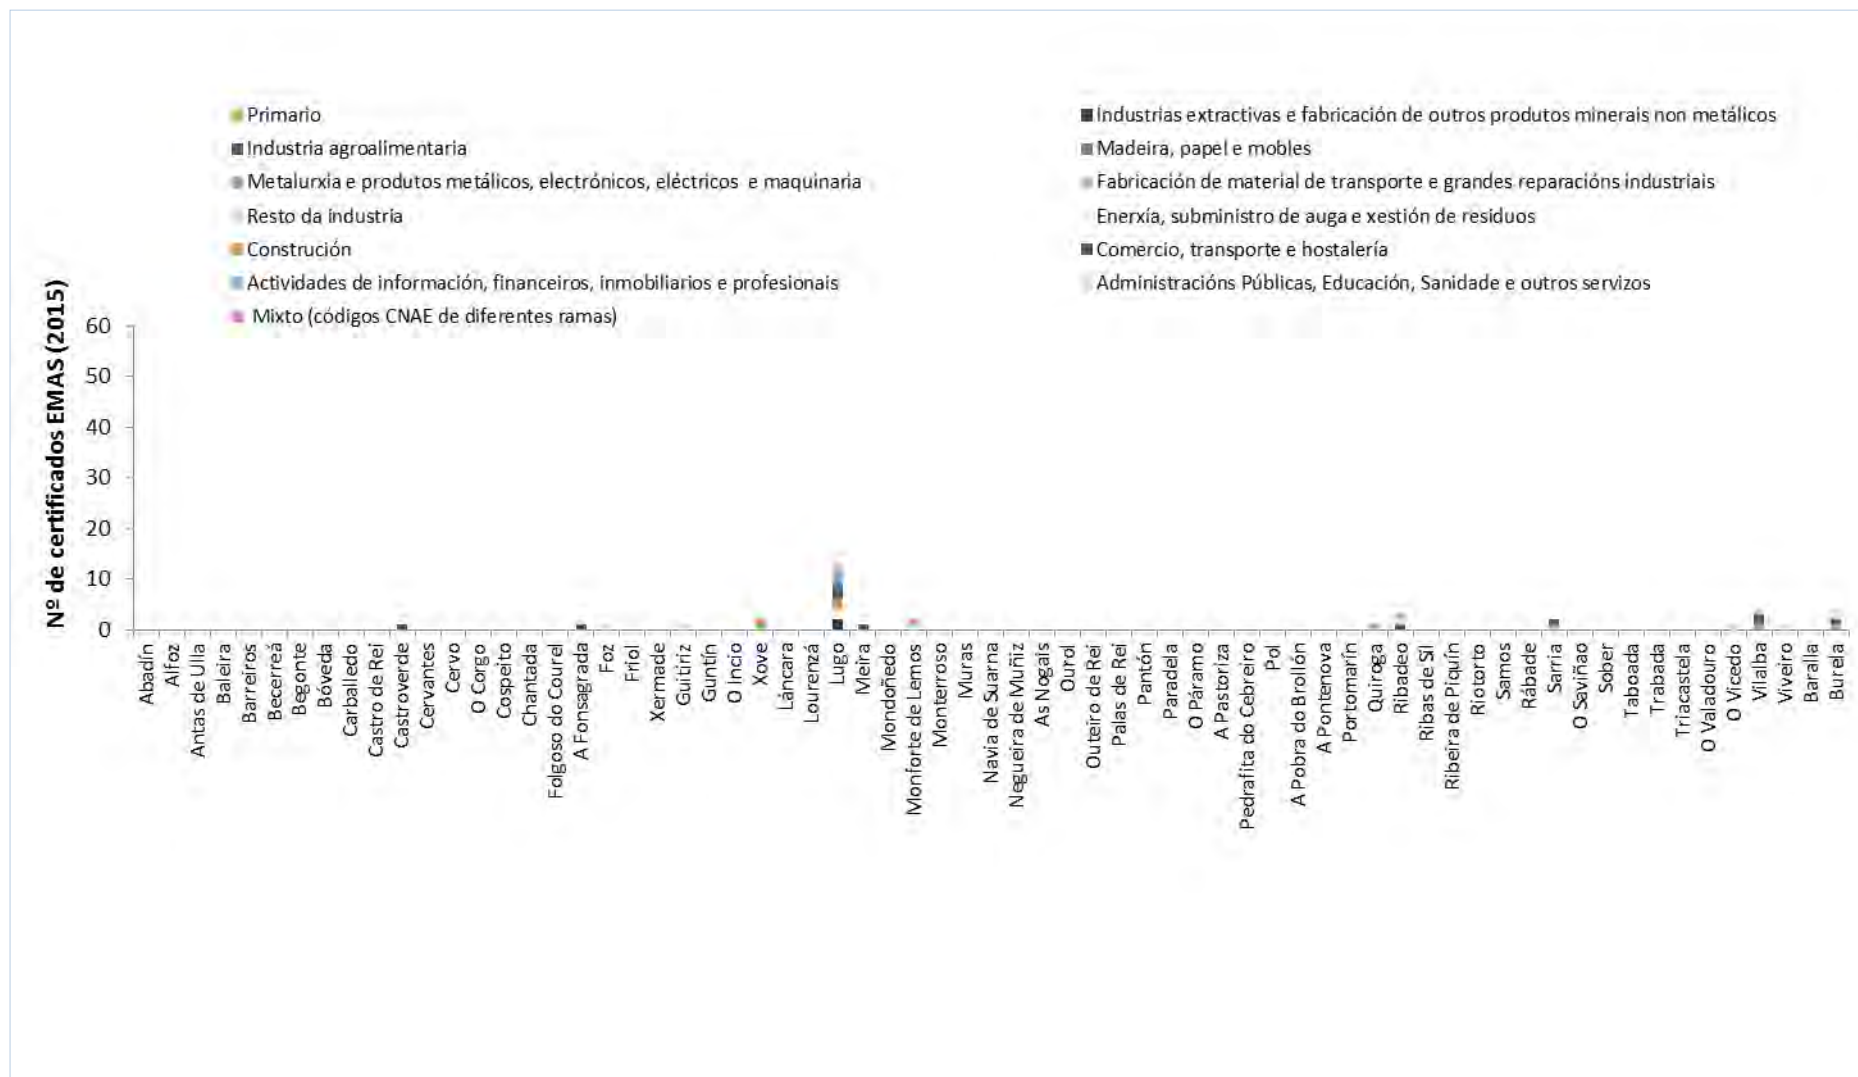 Primario
Industrias extractivas e fabricación de outros produtos minerais non metálicos
Industria agroalimentaria
Madeira, papel e mobles
Metalurxia e produtos metálicos, electrónicos, eléctricos e maquinaria
Fabricación de material de transporte e grandes reparacións industriais
Resto da industria
Enerxía, subministro de auga e xestión de residuos
Construción
Comercio, transporte e hostalería
Actividades de información, financeiros, inmobiliarios e profesionais
Administracións Públicas, Educación, Sanidade e outros servizos
Mixto (códigos CNAE de diferentes ramas)
Nº de certificados EMAS (2015)
60
50
40
30
20
10
0
Abadín
Alfoz
Antas de Ulla
Baleira
Barreiros
Becerreá
Begonte
Bóveda
Carballedo
Castro de Rei
Castroverde
Cervantes
Cervo
O Corgo
Cospeito
Chantada
Folgoso do Courel
A Fonsagrada
Foz
Friol
Xermade
Guitiriz
Guntín
O Incio
Xove
Láncara
Lourenzá
Lugo
Meira
Mondoñedo
Monforte de Lemos
Monterroso
Muras
Navia de Suarna
Negueira de Muñiz
As Nogais
Ourol
Outeiro de Rei
Palas de Rei
Pantón
Paradela
O Páramo
A Pastoriza
Pedrafita do Cebreiro
Pol
A Pobra do Brollón
A Pontenova
Portomarín
Quiroga
Ribadeo
Ribas de Sil
Ribeira de Piquín
Riotorto
Samos
Rábade
Sarria
O Saviñao
Sober
Taboada
Trabada
Triacastela
O Valadouro
O Vicedo
Vilalba
Viveiro
Baralla
Burela